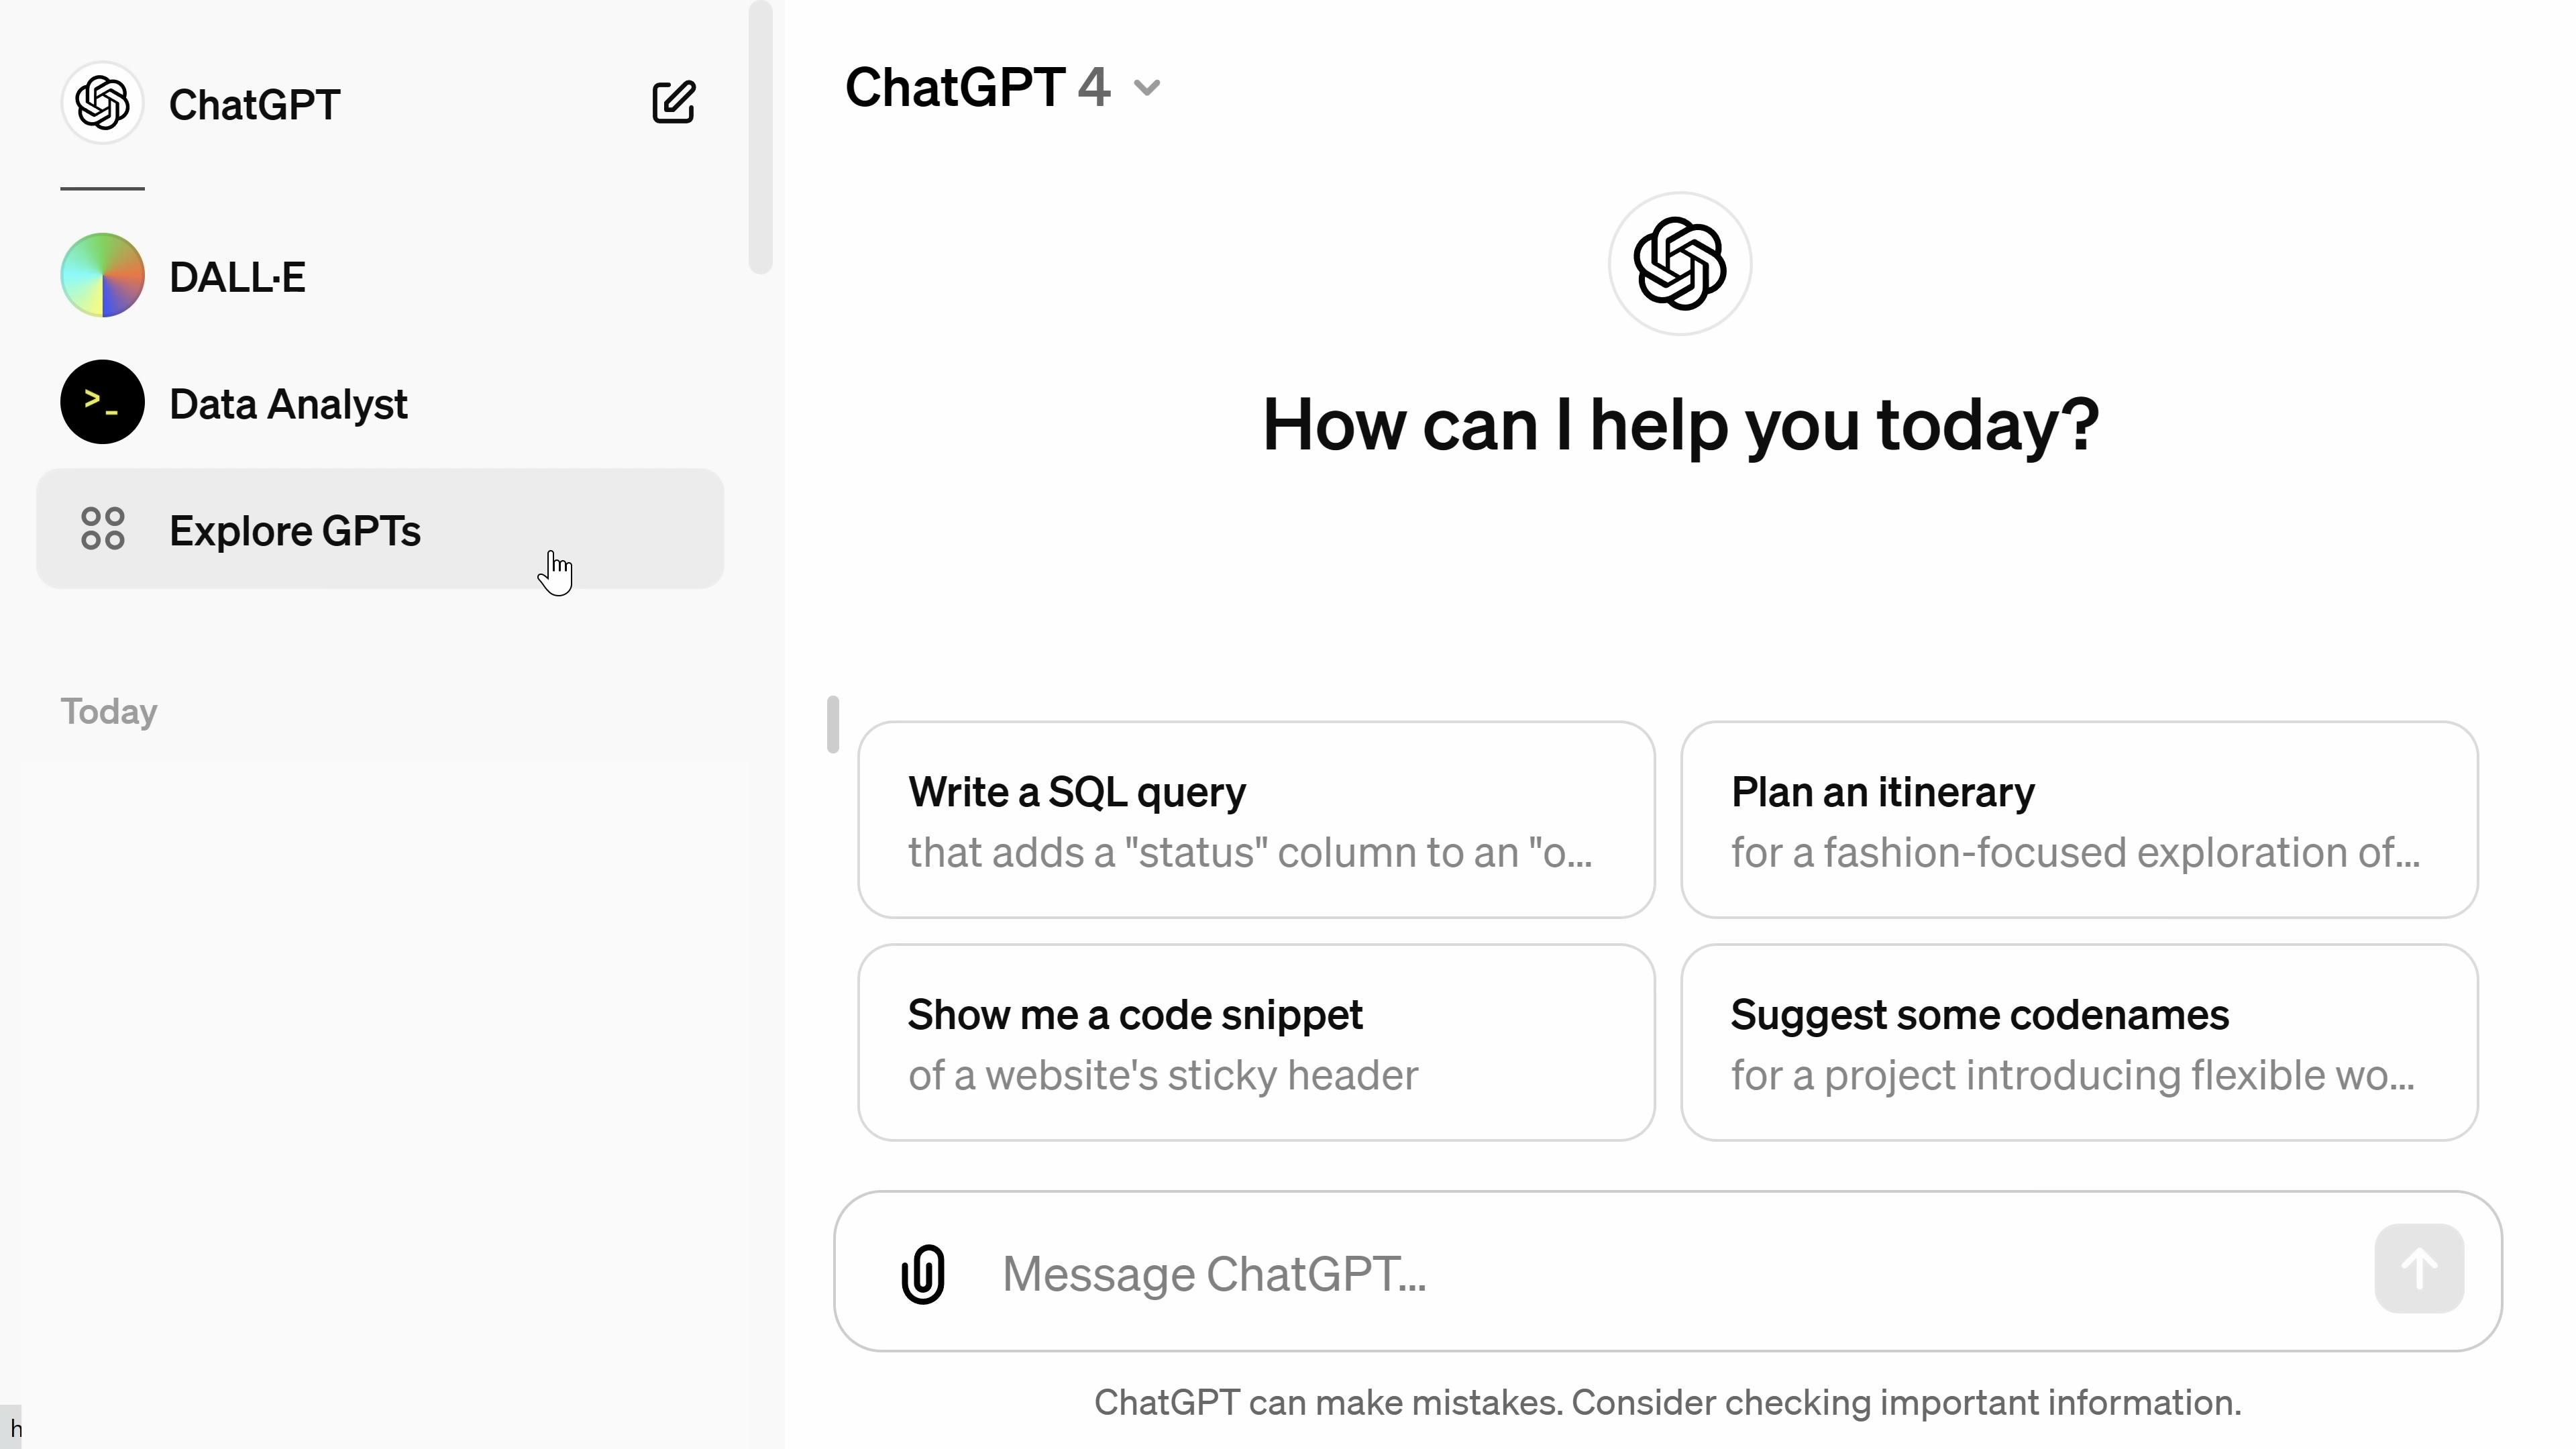 ChatGPT
DALL·E
>_
Data Analyst
Explore GPTs
Today
h
ChatGPT 4
How can I help you today?
Write a SQL query
that adds a "status" column to an "o...
Plan an itinerary
for a fashion-focused exploration of...
Show me a code snippet
of a website's sticky header
Suggest some codenames
for a project introducing flexible wo...
Message ChatGPT...
ChatGPT can make mistakes. Consider checking important information.